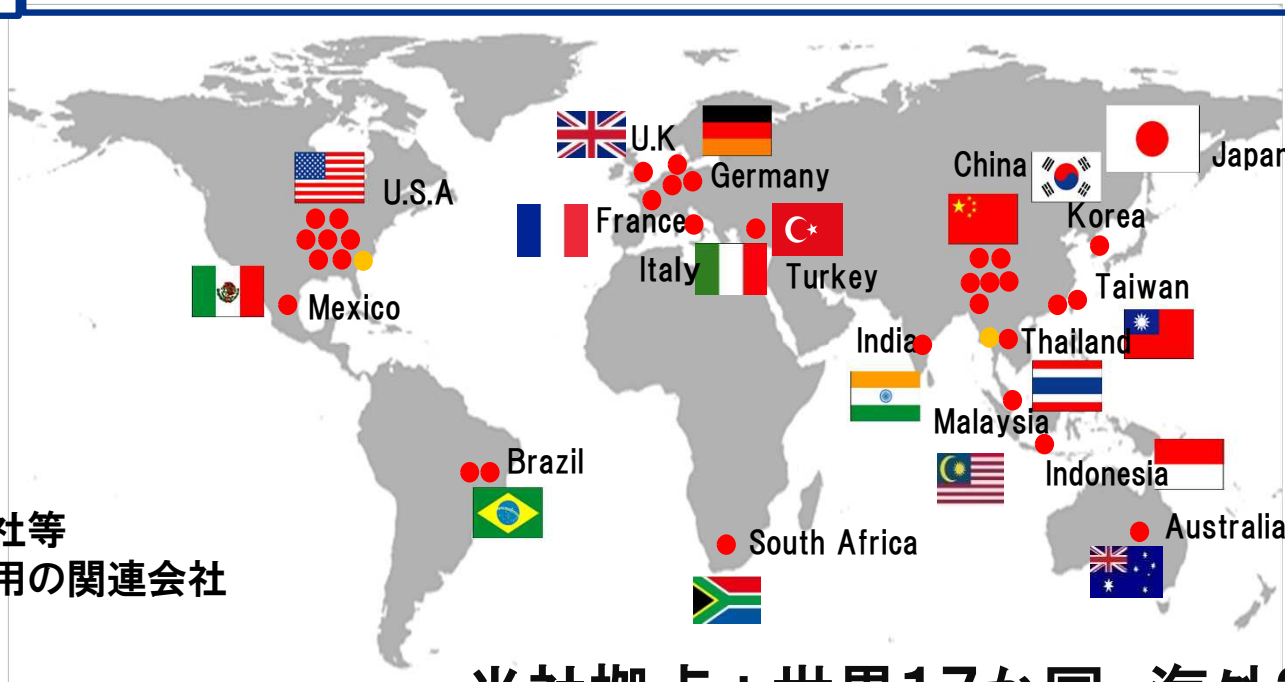 U.K
China
Japan
Germany
U.S.A
France
Korea
Italy
Turkey
Taiwan
Mexico
India
Thailand
Malaysia
Brazil
Indonesia
社等
Australia
South Africa
用の関連会社